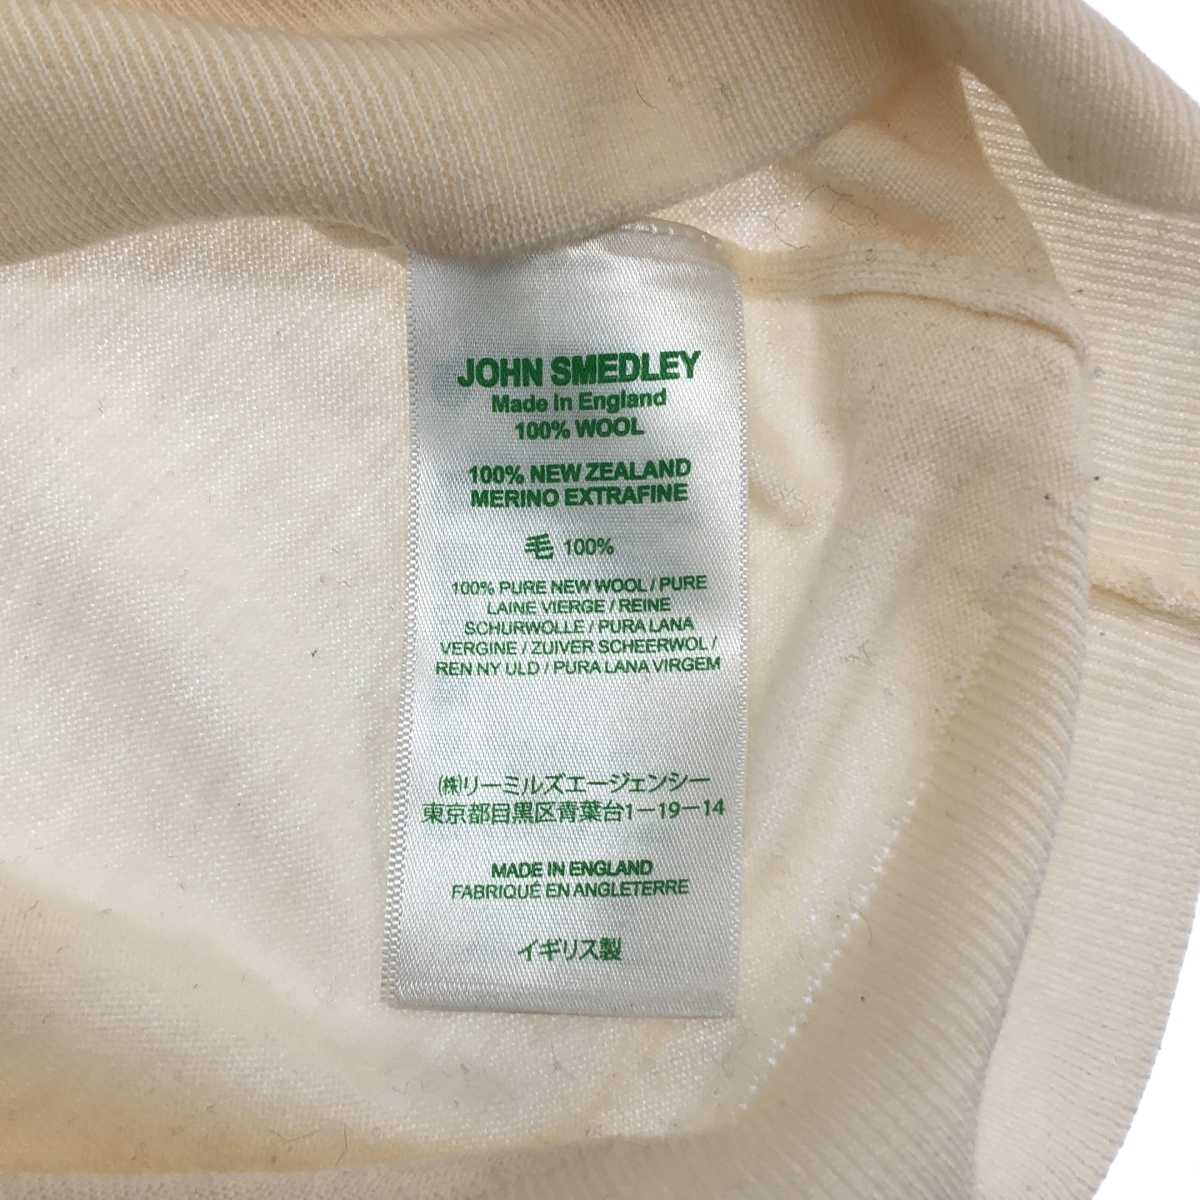 JOHN SMEDLEY
Made in England
100% WOOL
100% NEW ZEALAND
MERINO EXTRAFINE
毛 100%
100% PURE NEW WOOL / PURE
LAINE VIERGE / REINE
SCHURWOLLE / PURA LANA
VERGINE / ZUIVER SCHEERWOL /
REN NY ULD / PURA LANA VIRGEM
(株)リーミルズエージェンシー
東京都目黒区青葉台1-19-14
MADE IN ENGLAND
FABRIQUE EN ANGLETERRE
イギリス製